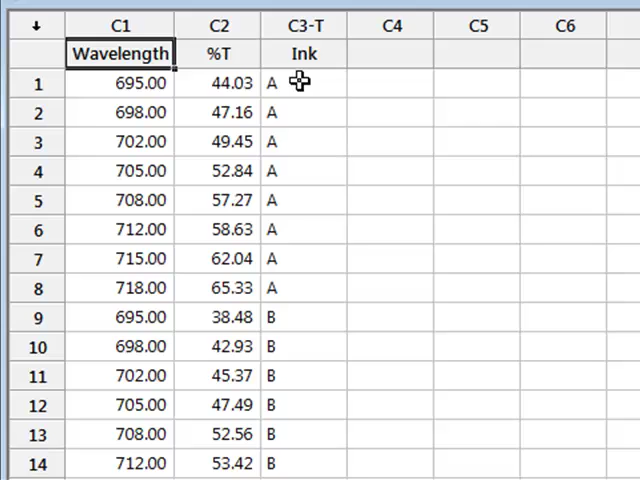 C1 C2 C3-T C4 C5 C6
Wavelength %T Ink
1 695.00 44.03 A
2 698.00 47.16 A
3 702.00 49.45 A
4 705.00 52.84 A
5 708.00 57.27 A
6 712.00 58.63 A
7 715.00 62.04 A
8 718.00 65.33 A
9 695.00 38.48 B
10 698.00 42.93 B
11 702.00 45.37 B
12 705.00 47.49 B
13 708.00 52.56 B
14 712.00 53.42 B